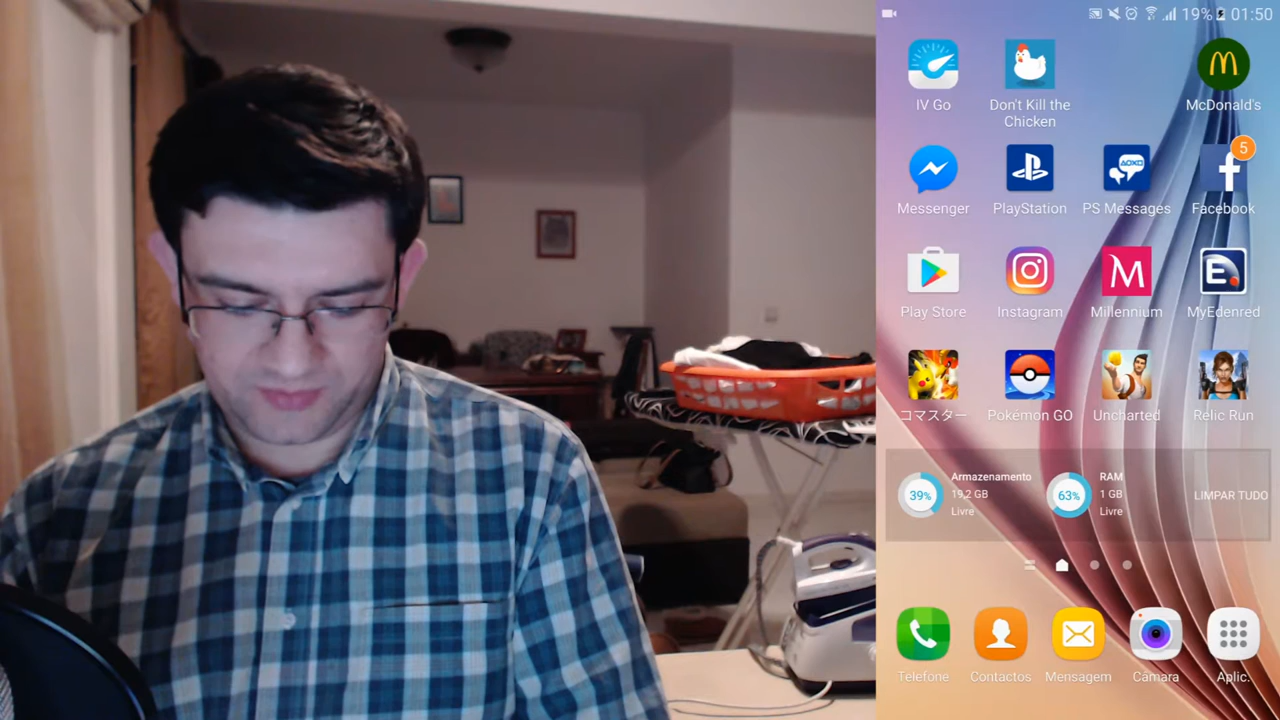 19% 01:50
IV Go
Don't Kill the
Chicken
McDonald's
5
Messenger
PlayStation
PS Messages
Facebook
Play Store
Instagram
Millennium
MyEdenred
コマスター
Pokémon GO
Uncharted
Relic Run
39%
Armazenamento
19,2 GB
Livre
63%
RAM
1 GB
Livre
LIMPAR TUDO
Telefone
Contactos
Mensagem
Câmara
Aplic.